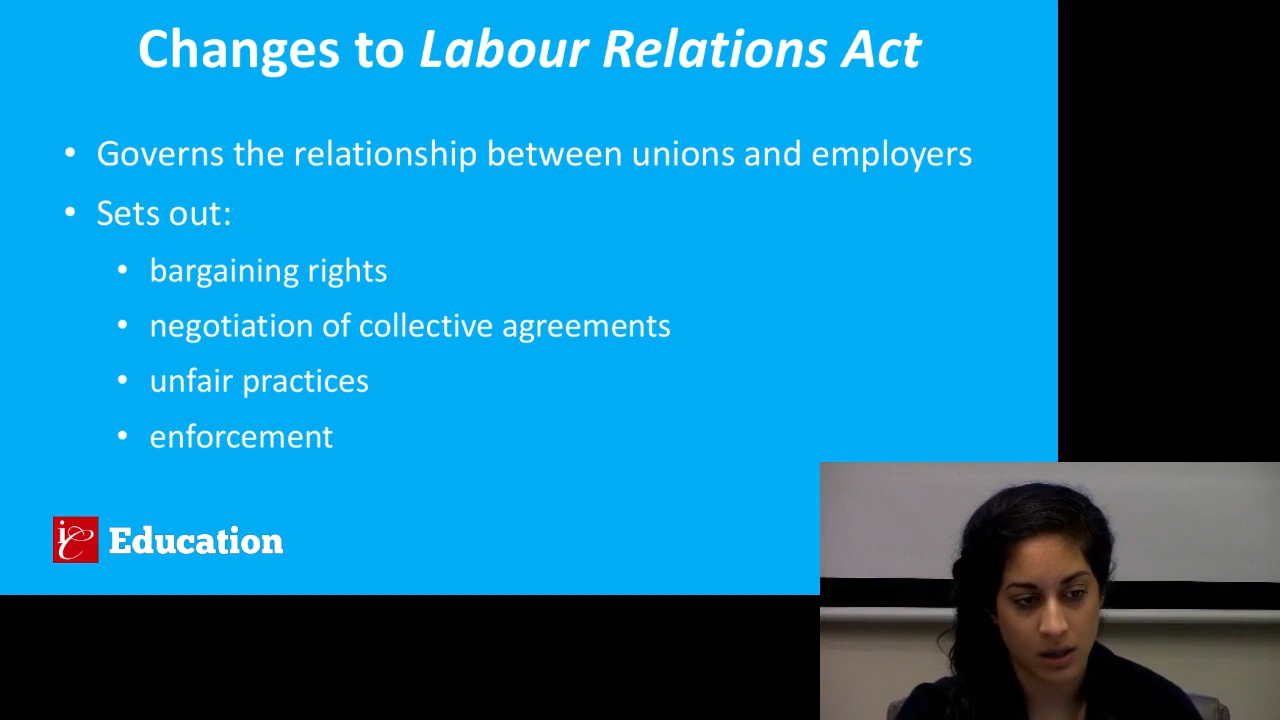 Changes to Labour Relations Act
• Governs the relationship between unions and employers
• Sets out:
• bargaining rights
• negotiation of collective agreements
• unfair practices
• enforcement
ic Education